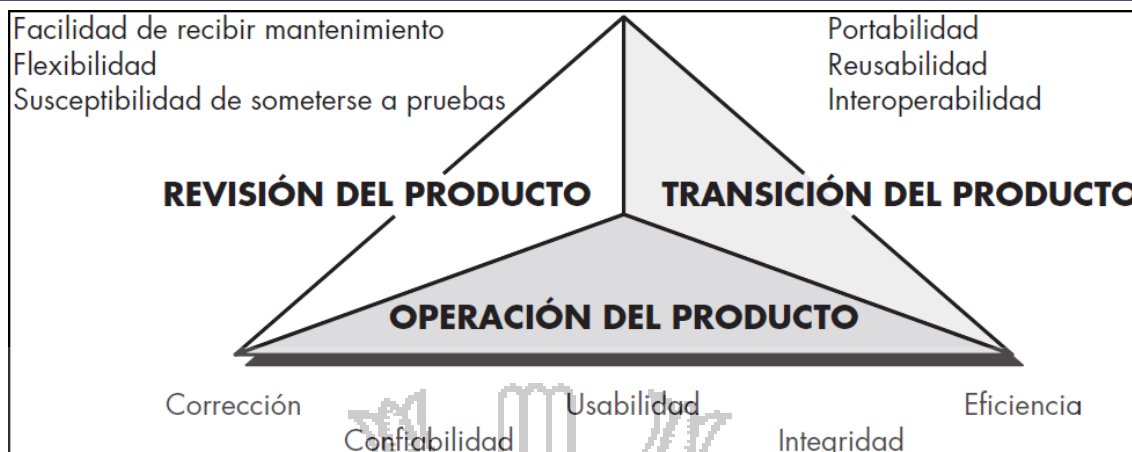 Facilidad de recibir mantenimiento
Flexibilidad
Susceptibilidad de someterse a pruebas
Portabilidad
Reusabilidad
Interoperabilidad
REVISIÓN DEL PRODUCTO
TRANSICIÓN DEL PRODUCTO
OPERACIÓN DEL PRODUCTO
Corrección
Usabilidad
Eficiencia
Confiabilidad
Integridad